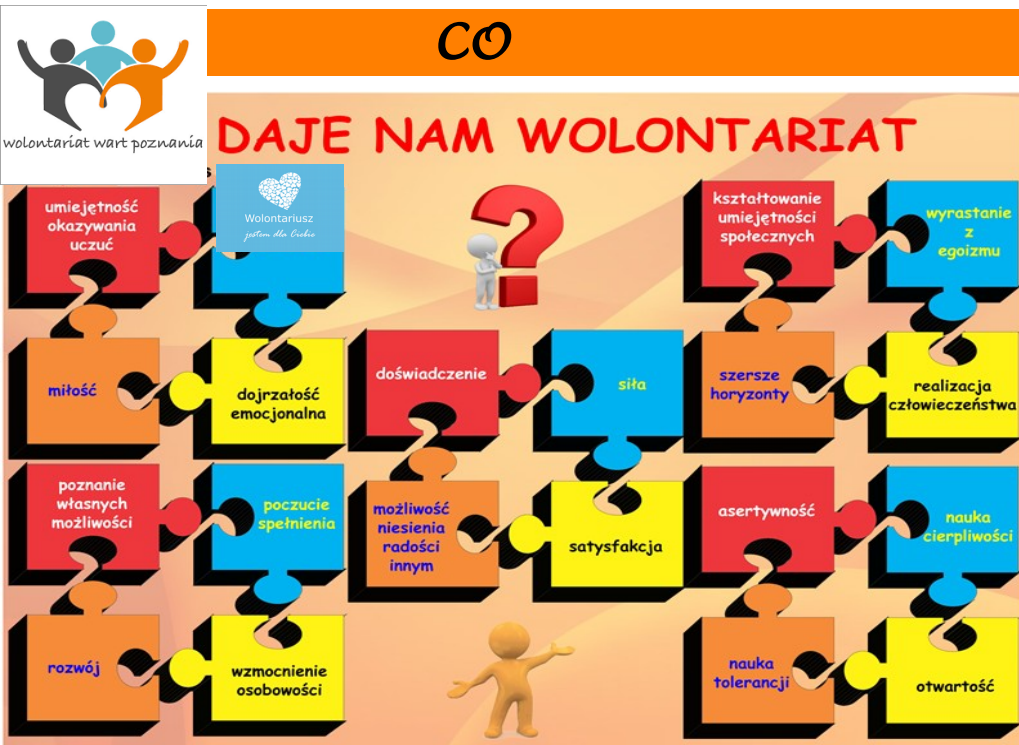 CO
wolontariat wart poznania
DAJE NAM WOLONTARIAT
s
Wolontariusz
jestem dla Ciebie
umiejętność
okazywania
uczuć
kształtowanie
umiejętności
społecznych
wyrastanie
z
egoizmu
miłość
dojrzałość
emocjonalna
doświadczenie
siła
szersze
horyzonty
realizacja
człowieczeństwa
poznanie
własnych
możliwości
poczucie
spełnienia
możliwość
niesienia
radości
innym
satysfakcja
asertywność
nauka
cierpliwości
rozwój
wzmocnienie
osobowości
nauka
tolerancji
otwartość